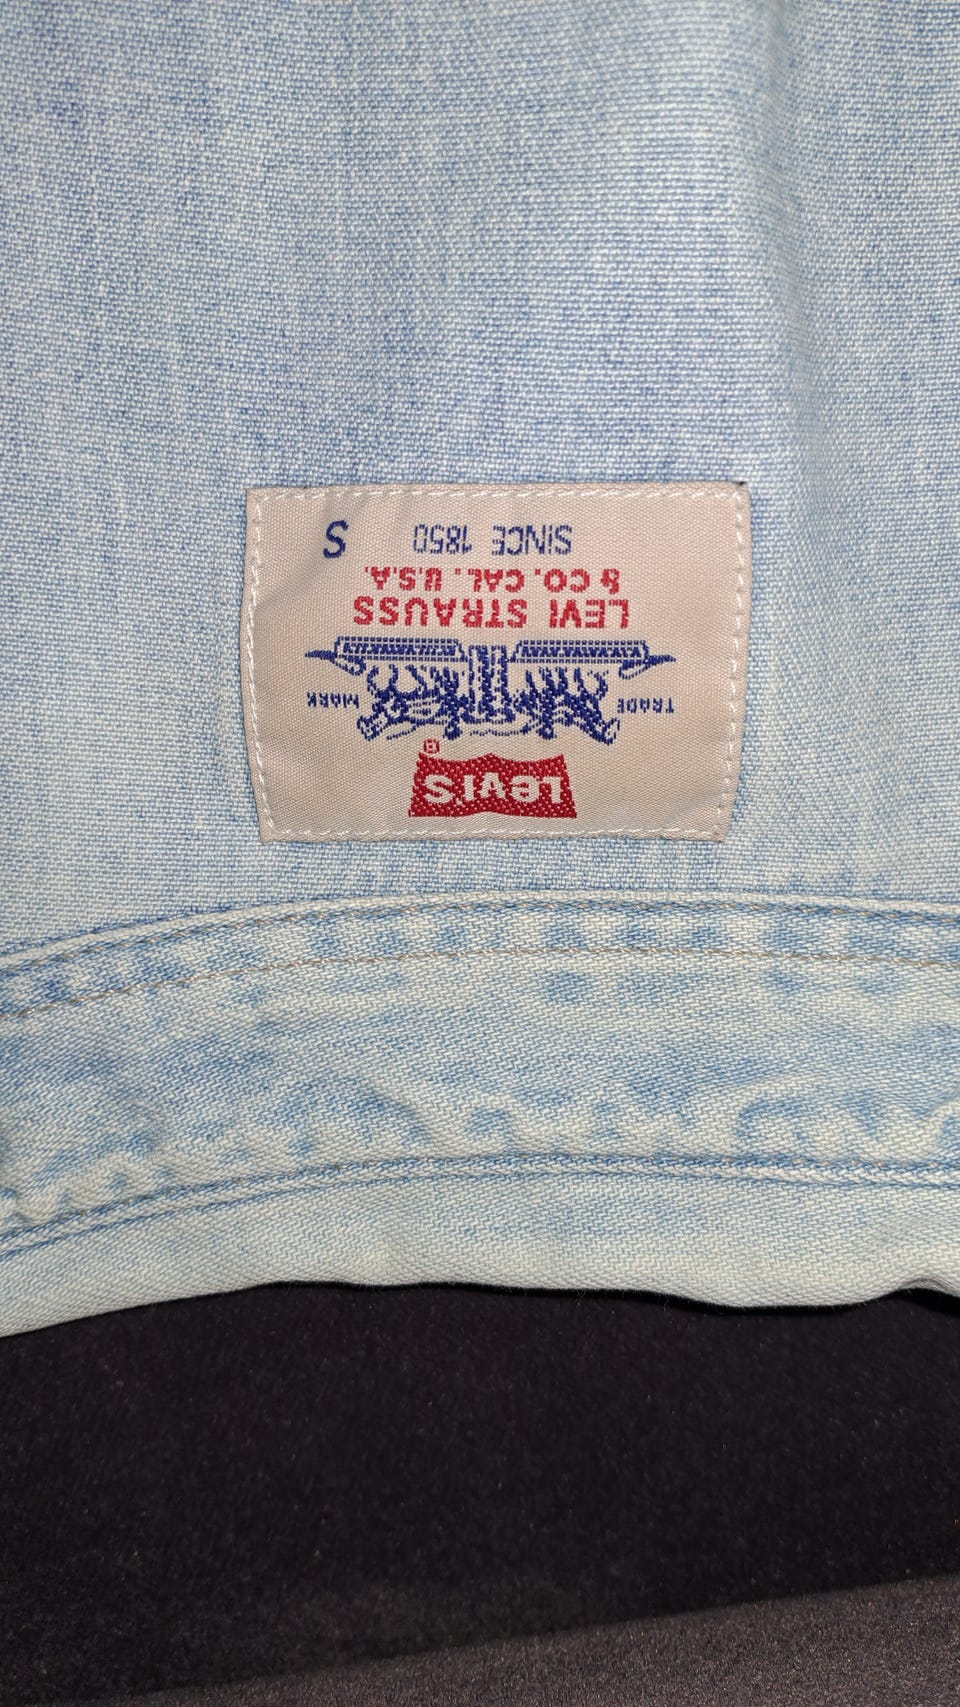 LEVI'S
®
TRADE MARK
LEVI STRAUSS
& CO. CAL. U.S.A.
SINCE 1850 S